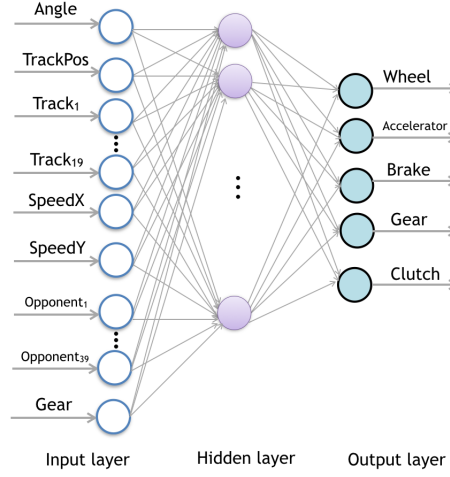 Angle
TrackPos
Track₁
Track₁₉
SpeedX
SpeedY
Opponent₁
Opponent₃₉
Gear
Wheel
Accelerator
Brake
Gear
Clutch
Input layer
Hidden layer
Output layer